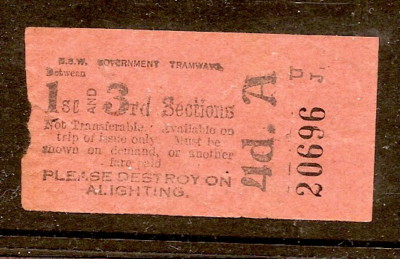 N.S.W. GOVERNMENT TRAMWAYS.
Between
1st AND 3rd Sections
Not Transferable. Available on
trip of issue only. Must be
shown on demand, or another
fare paid
PLEASE DESTROY ON
ALIGHTING.
4d. A
U J.
20696